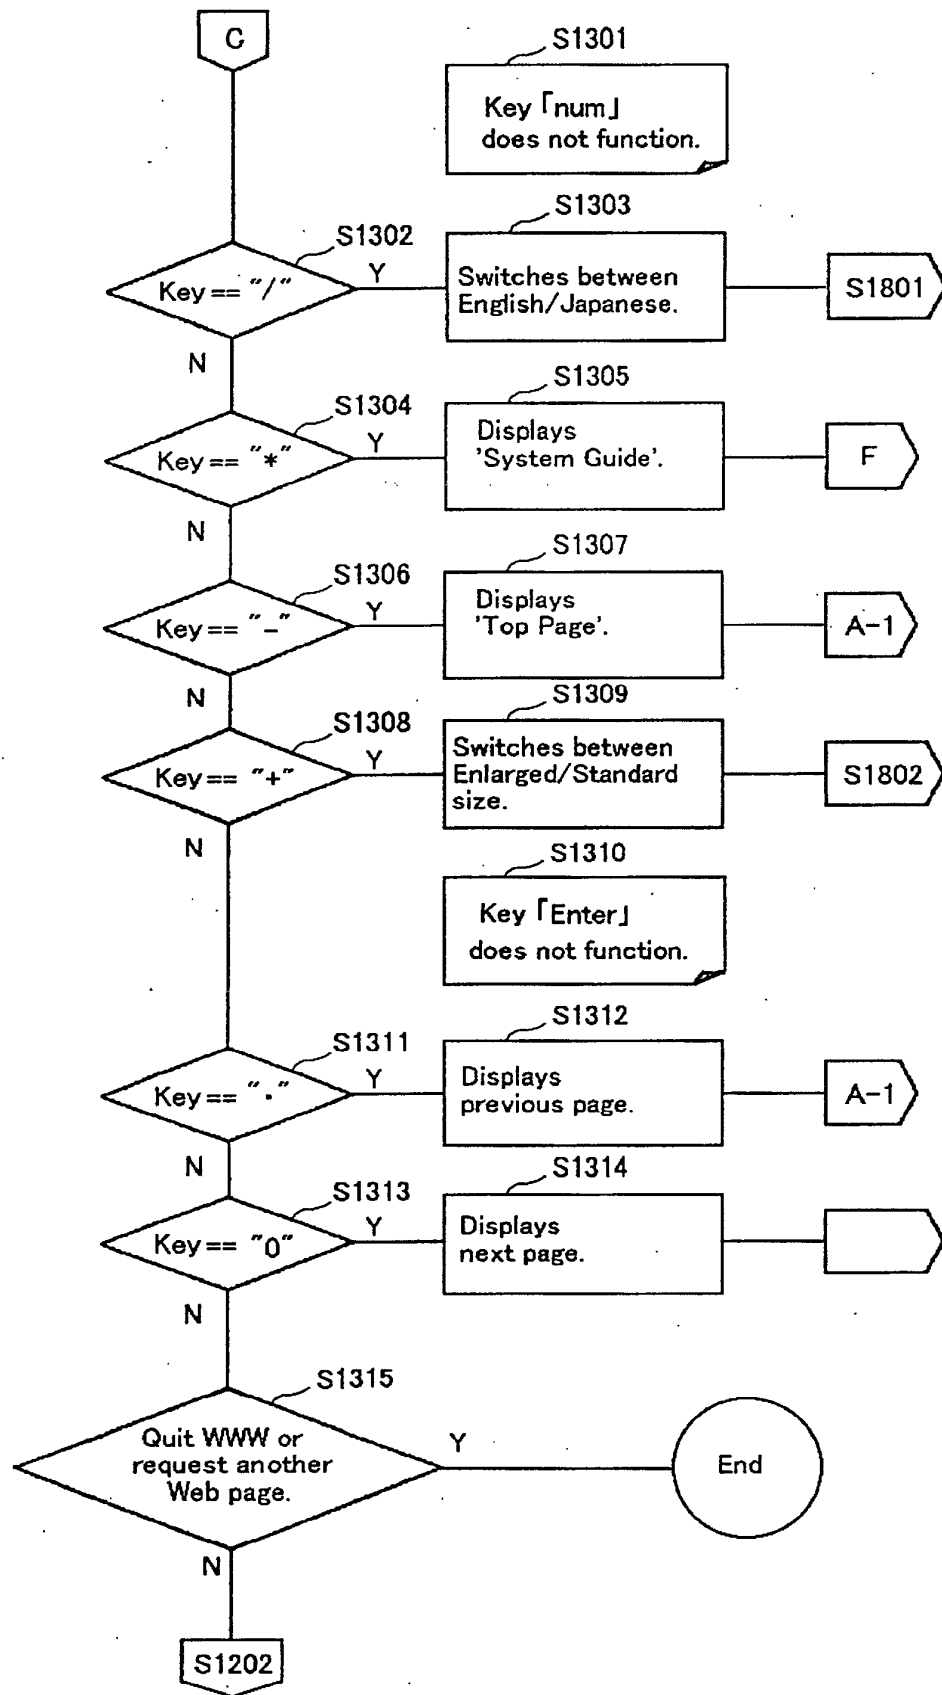 C
S1301
Key「num」
does not function.
S1302
Key == "/"
Y
N
S1303
Switches between
English/Japanese.
S1801
S1304
Key == "*"
Y
N
S1305
Displays
'System Guide'.
F
S1306
Key == "-"
Y
N
S1307
Displays
'Top Page'.
A-1
S1308
Key == "+"
Y
N
S1309
Switches between
Enlarged/Standard
size.
S1802
S1310
Key「Enter」
does not function.
S1311
Key == "."
Y
N
S1312
Displays
previous page.
A-1
S1313
Key == "0"
Y
N
S1314
Displays
next page.
S1315
Quit WWW or
request another
Web page.
Y
N
End
S1202